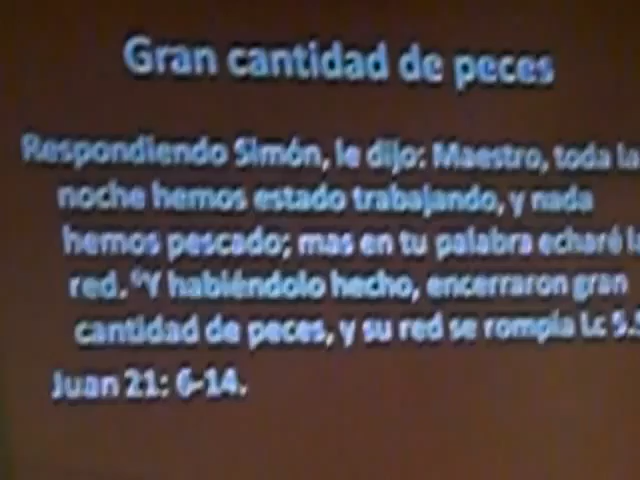 Gran cantidad de peces
Respondiendo Simón, le dijo: Maestro, toda la
noche hemos estado trabajando, y nada
hemos pescado; mas en tu palabra echaré
red. ⁶Y habiéndolo hecho, encerraron gran
cantidad de peces, y su red se rompía Lc 5.
Juan 21: 6-14.